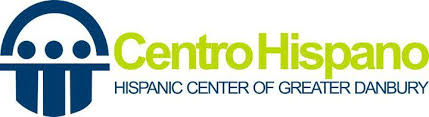 Centro Hispano
HISPANIC CENTER OF GREATER DANBURY